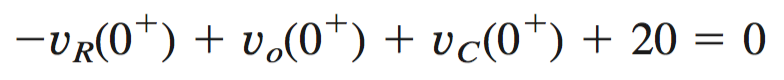 −v_R(0⁺) + v_o(0⁺) + v_C(0⁺) + 20 = 0